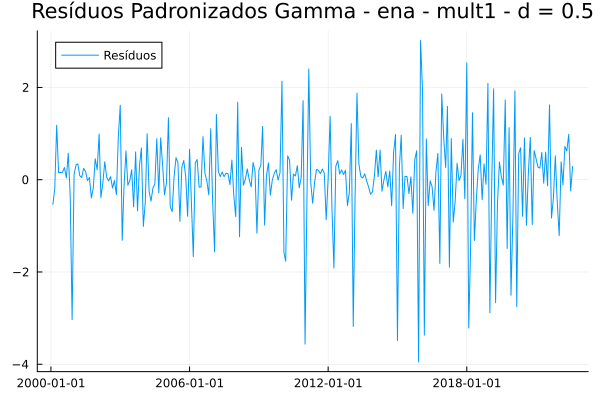 Resíduos Padronizados Gamma - ena - mult1 - d = 0.5
Resíduos
2
0
−2
−4
2000-01-01 2006-01-01 2012-01-01 2018-01-01